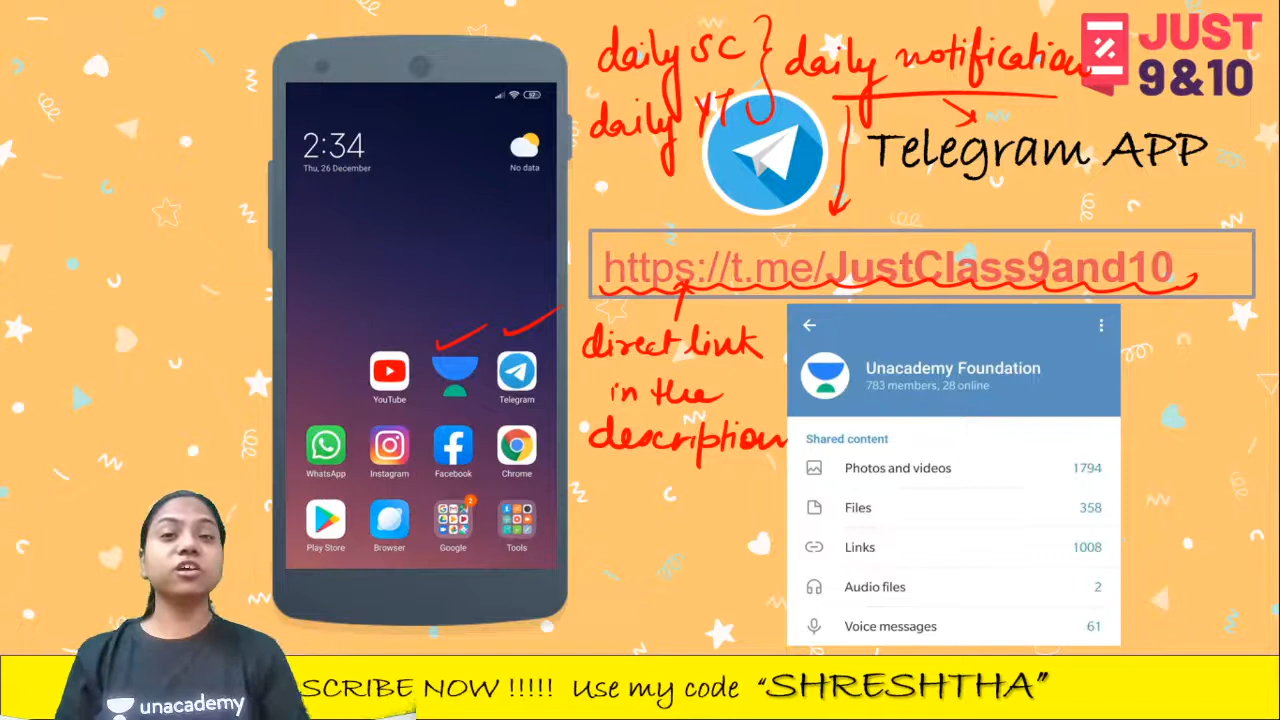 daily SC
daily YT
daily notification
JUST
9&10
Telegram APP
2:34
Thu, 26 December
No data
https://t.me/JustClass9and10
direct link
in the
description
YouTube
Telegram
WhatsApp
Instagram
Facebook
Chrome
Play Store
Browser
2
Google
Tools
Unacademy Foundation
783 members, 28 online
Shared content
Photos and videos 1794
Files 358
Links 1008
Audio files 2
Voice messages 61
unacademy
SCRIBE NOW !!!!! Use my code “SHRESHTHA”